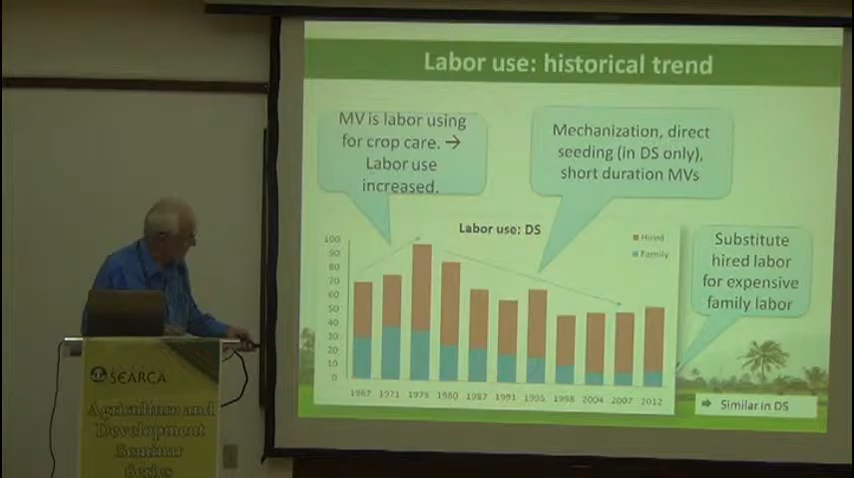 Labor use: historical trend
MV is labor using
for crop care. →
Labor use
increased.
Mechanization, direct
seeding (in DS only),
short duration MVs
Labor use: DS
Hired
Family
Substitute
hired labor
for expensive
family labor
100
90
80
70
60
50
40
30
20
10
0
1967 1971 1975 1980 1987 1991 1995 1998 2004 2007 2012
Similar in DS
SEARCA
Agriculture and
Development
Seminar
Series